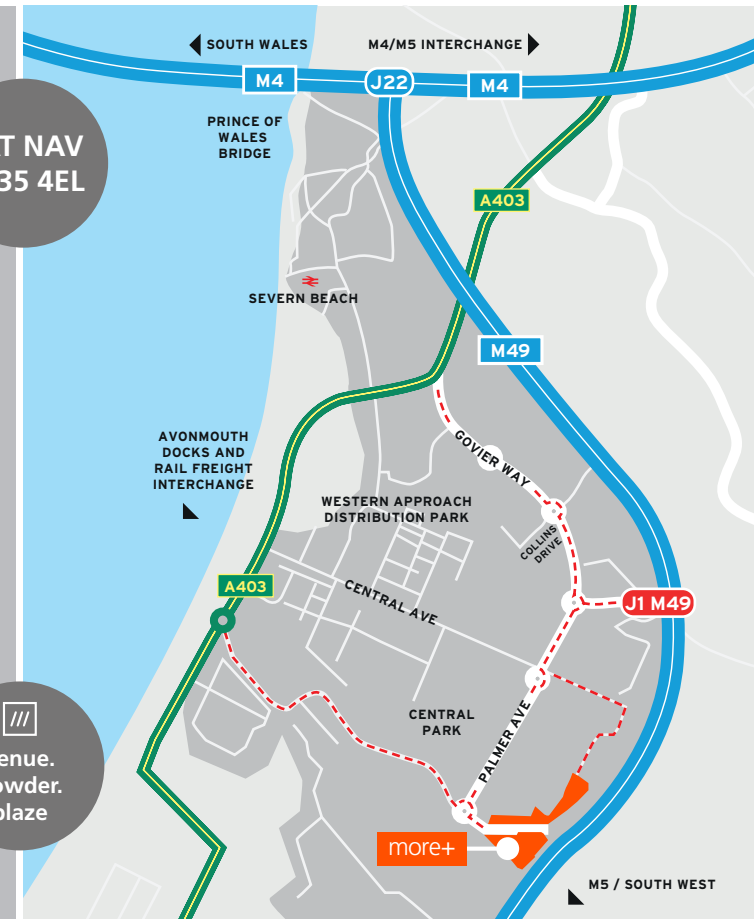 SOUTH WALES
M4/M5 INTERCHANGE
M4
J22
M4
PRINCE OF
WALES
BRIDGE
T NAV
35 4EL
A403
SEVERN BEACH
M49
AVONMOUTH
DOCKS AND
RAIL FREIGHT
INTERCHANGE
GOVIER WAY
WESTERN APPROACH
DISTRIBUTION PARK
COLLINS
DRIVE
A403
CENTRAL AVE
J1 M49
CENTRAL
PARK
PALMER AVE
///
enue.
owder.
blaze
more+
M5 / SOUTH WEST